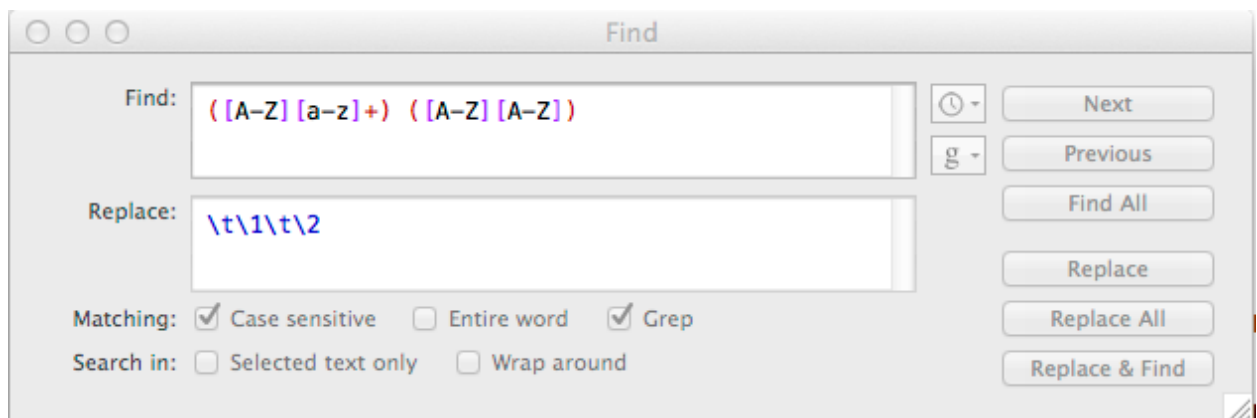 Find
Find: ([A-Z][a-z]+) ([A-Z][A-Z]) Next
g Previous
Replace: \t\1\t\2 Find All
Replace
Matching: Case sensitive Entire word Grep Replace All
Search in: Selected text only Wrap around Replace & Find